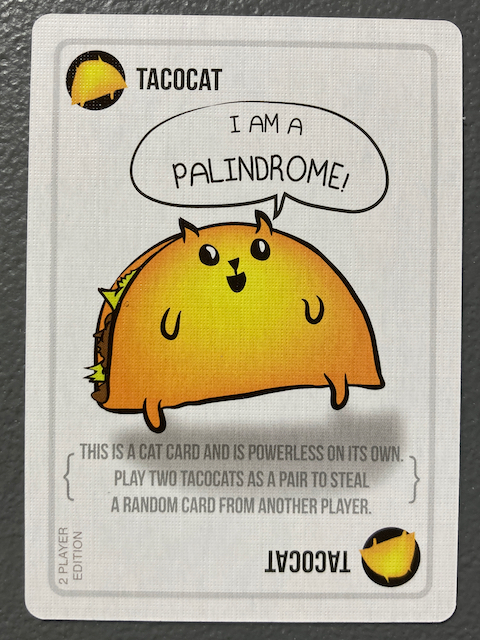 TACOCAT
I AM A
PALINDROME!
THIS IS A CAT CARD AND IS POWERLESS ON ITS OWN.
PLAY TWO TACOCATS AS A PAIR TO STEAL
A RANDOM CARD FROM ANOTHER PLAYER.
2 PLAYER
EDITION
TACOCAT